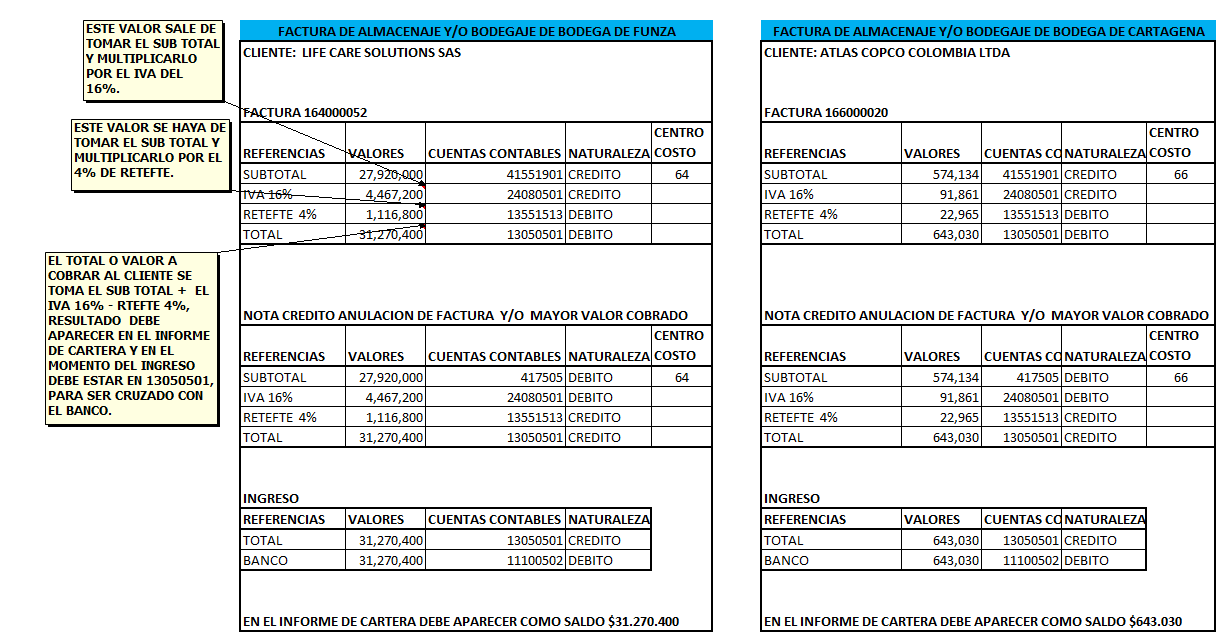 ESTE VALOR SALE DE
TOMAR EL SUB TOTAL
Y MULTIPLICARLO
POR EL IVA DEL
16%.
ESTE VALOR SE HAYA DE
TOMAR EL SUB TOTAL Y
MULTIPLICARLO POR EL
4% DE RETEFTE.
EL TOTAL O VALOR A
COBRAR AL CLIENTE SE
TOMA EL SUB TOTAL + EL
IVA 16% - RTEFTE 4%,
RESULTADO DEBE
APARECER EN EL INFORME
DE CARTERA Y EN EL
MOMENTO DEL INGRESO
DEBE ESTAR EN 13050501,
PARA SER CRUZADO CON
EL BANCO.
FACTURA DE ALMACENAJE Y/O BODEGAJE DE BODEGA DE FUNZA
CLIENTE: LIFE CARE SOLUTIONS SAS
FACTURA 164000052
REFERENCIAS VALORES CUENTAS CONTABLES NATURALEZA CENTRO COSTO
SUBTOTAL 27,920,000 41551901 CREDITO 64
IVA 16% 4,467,200 24080501 CREDITO
RETEFTE 4% 1,116,800 13551513 DEBITO
TOTAL 31,270,400 13050501 DEBITO
NOTA CREDITO ANULACION DE FACTURA Y/O MAYOR VALOR COBRADO
REFERENCIAS VALORES CUENTAS CONTABLES NATURALEZA CENTRO COSTO
SUBTOTAL 27,920,000 417505 DEBITO 64
IVA 16% 4,467,200 24080501 DEBITO
RETEFTE 4% 1,116,800 13551513 CREDITO
TOTAL 31,270,400 13050501 CREDITO
INGRESO
REFERENCIAS VALORES CUENTAS CONTABLES NATURALEZA
TOTAL 31,270,400 13050501 CREDITO
BANCO 31,270,400 11100502 DEBITO
EN EL INFORME DE CARTERA DEBE APARECER COMO SALDO $31.270.400
FACTURA DE ALMACENAJE Y/O BODEGAJE DE BODEGA DE CARTAGENA
CLIENTE: ATLAS COPCO COLOMBIA LTDA
FACTURA 166000020
REFERENCIAS VALORES CUENTAS CO NATURALEZA CENTRO COSTO
SUBTOTAL 574,134 41551901 CREDITO 66
IVA 16% 91,861 24080501 CREDITO
RETEFTE 4% 22,965 13551513 DEBITO
TOTAL 643,030 13050501 DEBITO
NOTA CREDITO ANULACION DE FACTURA Y/O MAYOR VALOR COBRADO
REFERENCIAS VALORES CUENTAS CO NATURALEZA CENTRO COSTO
SUBTOTAL 574,134 417505 DEBITO 66
IVA 16% 91,861 24080501 DEBITO
RETEFTE 4% 22,965 13551513 CREDITO
TOTAL 643,030 13050501 CREDITO
INGRESO
REFERENCIAS VALORES CUENTAS CO NATURALEZA
TOTAL 643,030 13050501 CREDITO
BANCO 643,030 11100502 DEBITO
EN EL INFORME DE CARTERA DEBE APARECER COMO SALDO $643.030